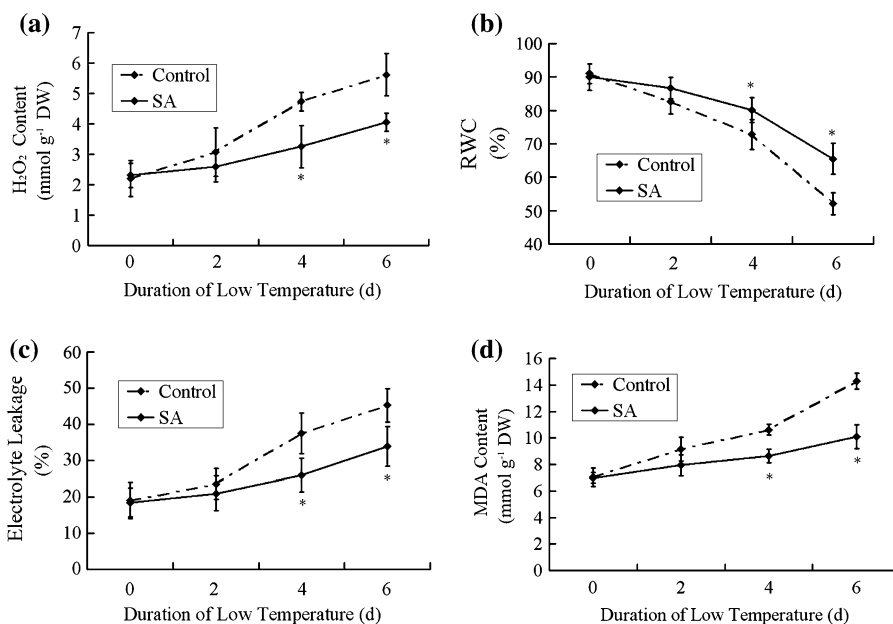 (a)
7
6
5
4
3
2
1
0
H₂O₂ Content
(mmol g⁻¹ DW)
Control
SA
*
*
0 2 4 6
Duration of Low Temperature (d)
(b)
100
90
80
70
60
50
40
RWC
(%)
Control
SA
*
*
0 2 4 6
Duration of Low Temperature (d)
(c)
60
50
40
30
20
10
0
Electrolyte Leakage
(%)
Control
SA
*
*
0 2 4 6
Duration of Low Temperature (d)
(d)
16
14
12
10
8
6
4
2
0
MDA Content
(mmol g⁻¹ DW)
Control
SA
*
*
0 2 4 6
Duration of Low Temperature (d)